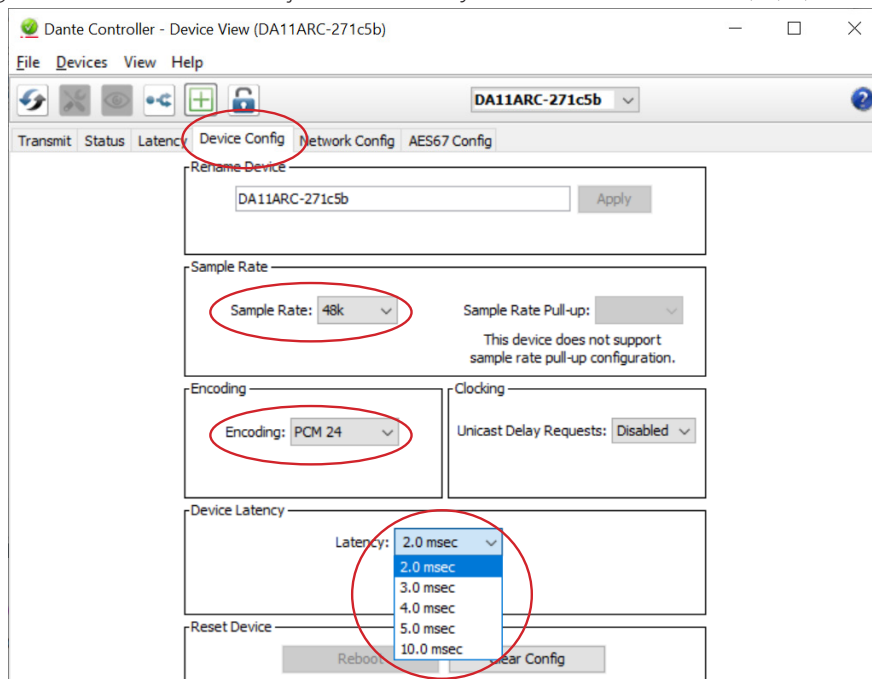 Dante Controller - Device View (DA11ARC-271c5b)
File Devices View Help
DA11ARC-271c5b
Transmit Status Latency Device Config Network Config AES67 Config
Rename Device
DA11ARC-271c5b Apply
Sample Rate
Sample Rate: 48k Sample Rate Pull-up:
This device does not support
sample rate pull-up configuration.
Encoding Clocking
Encoding: PCM 24 Unicast Delay Requests: Disabled
Device Latency
Latency: 2.0 msec
2.0 msec
3.0 msec
4.0 msec
5.0 msec
10.0 msec
Reset Device
Reboot Clear Config